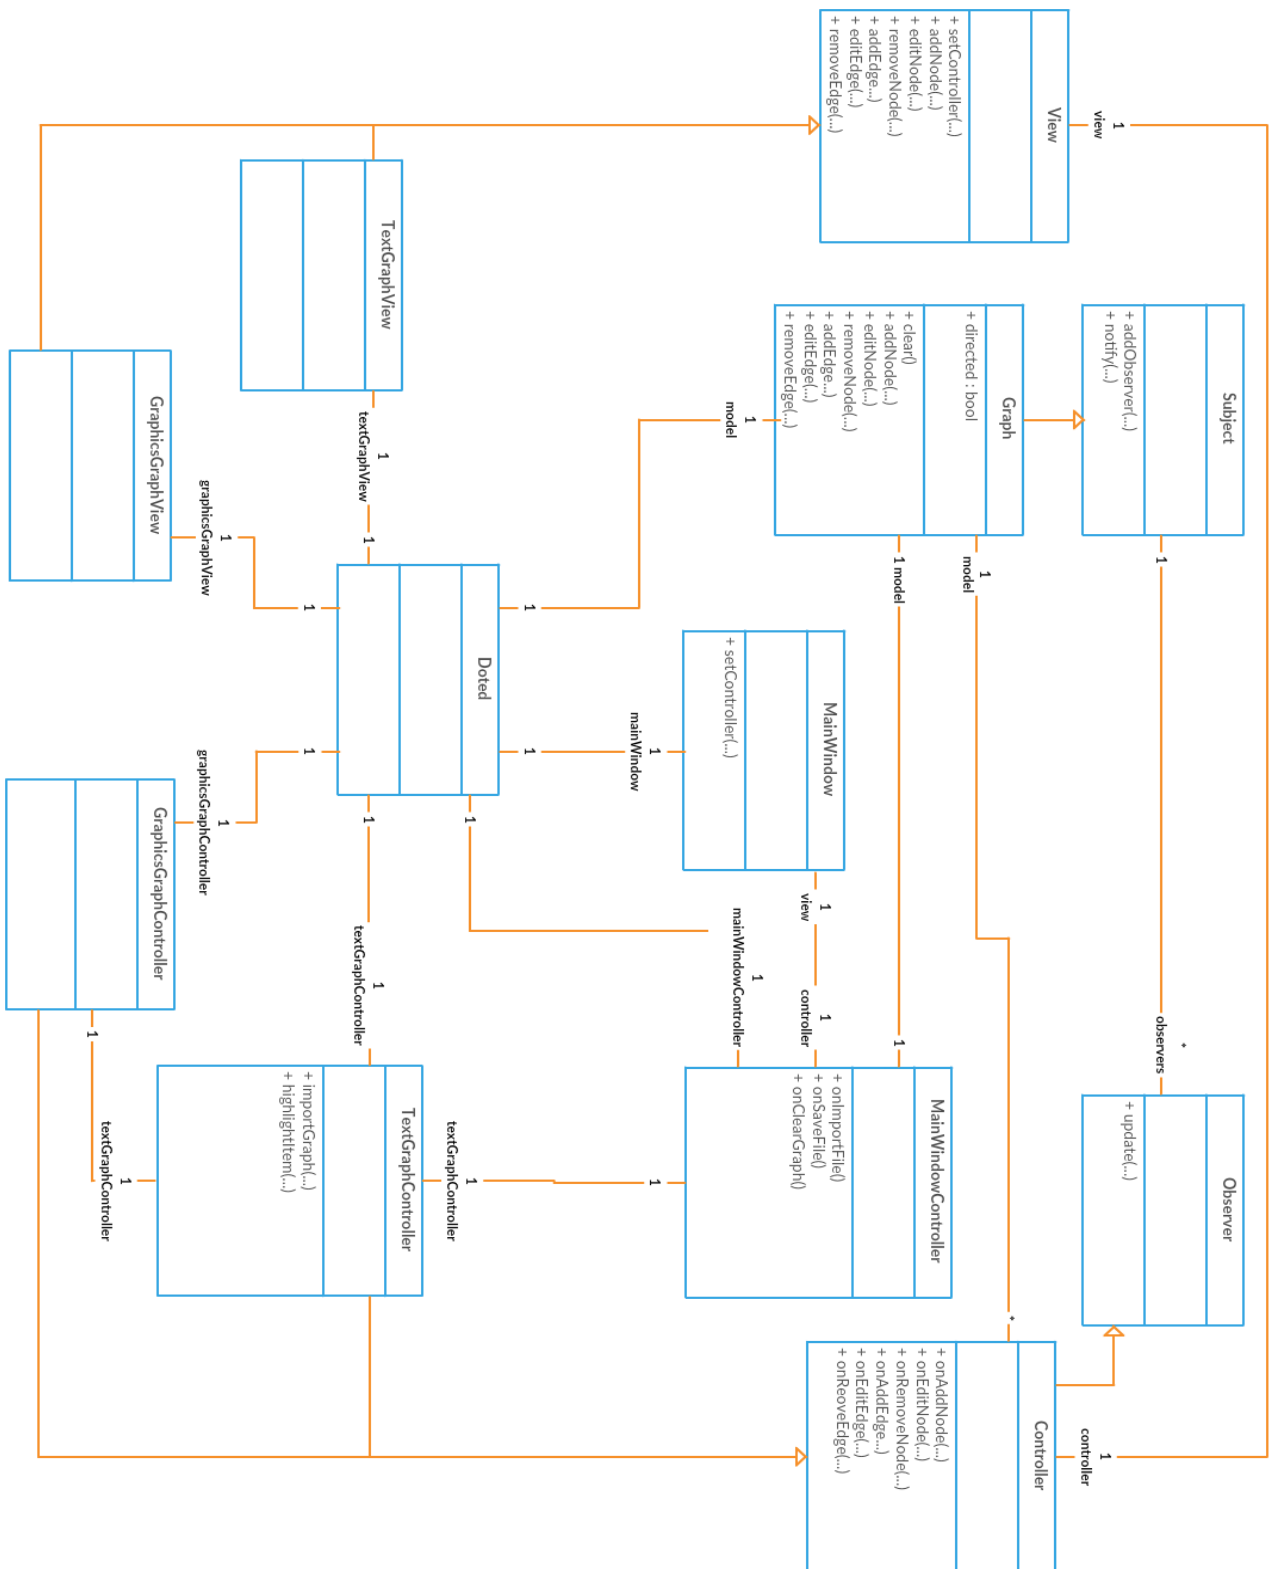 View
+ setController(...)
+ addNode(...)
+ editNode(...)
+ removeNode(...)
+ addEdge...)
+ editEdge(...)
+ removeEdge(...)
1
view
Subject
+ addObserver(...)
+ notify(...)
1
*
observers
Observer
+ update(...)
1
controller
Controller
+ onAddNode(...)
+ onEditNode(...)
+ onRemoveNode(...)
+ onAddEdge...)
+ onEditEdge(...)
+ onReoveEdge(...)
*
Graph
+ directed : bool
+ clear()
+ addNode(...)
+ editNode(...)
+ removeNode(...)
+ addEdge...)
+ editEdge(...)
+ removeEdge(...)
1
model
1 model
1
1
model
MainWindow
+ setController(...)
1
view
1
controller
MainWindowController
+ onImportFile()
+ onSaveFile()
+ onClearGraph()
1
mainWindowController
1
mainWindow
1
1
1
TextGraphView
1
textGraphView
1
Doted
1
1
textGraphController
1
1
textGraphController
TextGraphController
+ importGraph(...)
+ highlightItem(...)
GraphicsGraphView
1
graphicsGraphView
1
1
1
graphicsGraphController
GraphicsGraphController
1
1
textGraphController